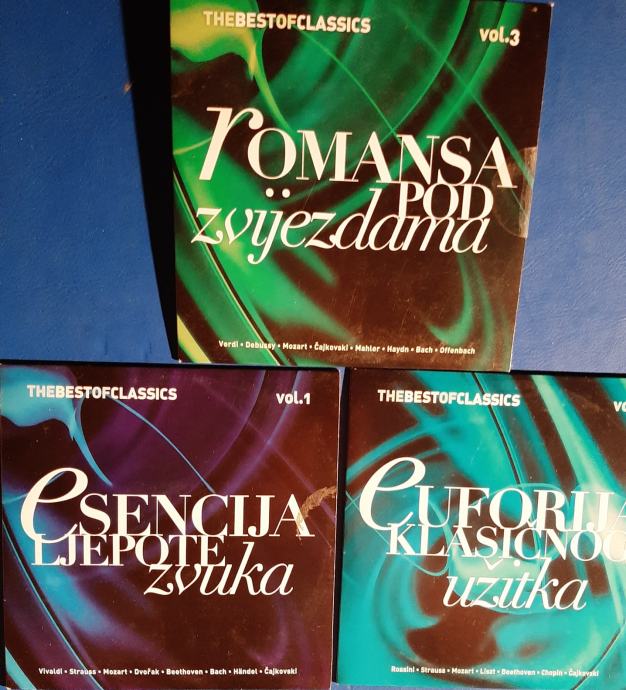 THEBESTOFCLASSICS
vol.3
rOMANSA
POD
zvijezdama
Verdi • Debussy • Mozart • Čajkovski • Mahler • Haydn • Bach • Offenbach
THEBESTOFCLASSICS
vol.1
eSENCIJA
LJEPOTE
zvuka
Vivaldi • Strauss • Mozart • Dvořak • Beethoven • Bach • Händel • Čajkovski
THEBESTOFCLASSICS
vo
eUFORIJA
KLASIČNOG
užitka
Rossini • Strauss • Mozart • Liszt • Beethoven • Chopin • Čajkovski